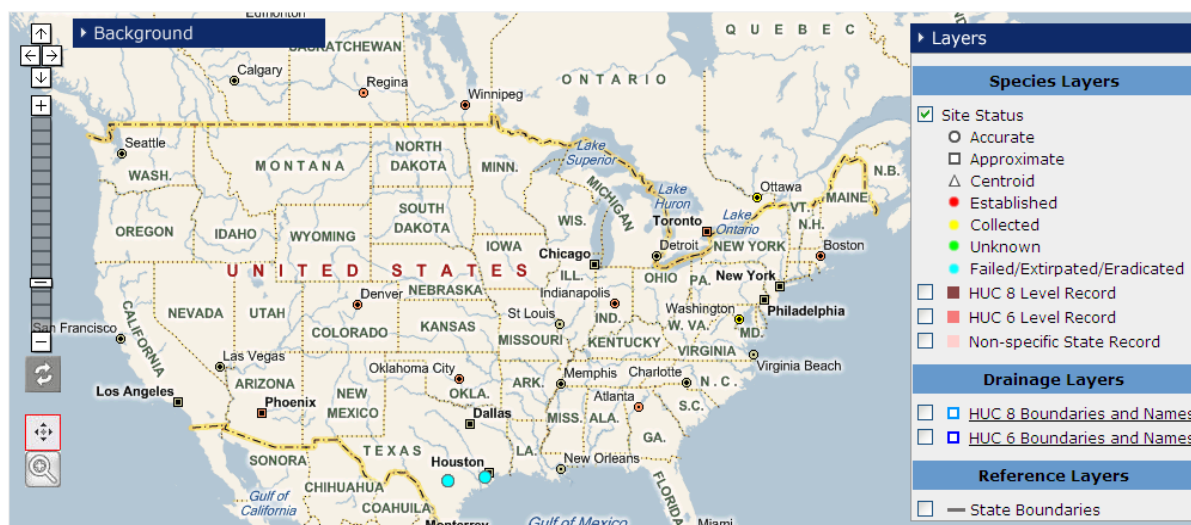 Edmonton
Background
SASKATCHEWAN
Calgary
Regina
Winnipeg
ONTARIO
QUEBEC
Seattle
WASH.
MONTANA
NORTH
DAKOTA
MINN.
Lake
Superior
Ottawa
N.B.
MAINE
OREGON
IDAHO
WYOMING
SOUTH
DAKOTA
WIS.
MICHIGAN
Lake
Huron
Toronto
Lake
Ontario
VT.
N.H.
NEW YORK
Boston
IOWA
Chicago
Detroit
UNITED STATES
NEBRASKA
ILL.
OHIO
PA.
New York
Philadelphia
NEVADA
UTAH
Denver
COLORADO
KANSAS
St Louis
MISSOURI
Indianapolis
IND.
Washington
MD.
W. VA.
KENTUCKY
VIRGINIA
Virginia Beach
San Francisco
CALIFORNIA
Las Vegas
Los Angeles
ARIZONA
Phoenix
NEW
MEXICO
Oklahoma City
OKLA.
ARK.
Memphis
Charlotte
N.C.
Dallas
MISS.
ALA.
Atlanta
GA.
S.C.
TEXAS
LA.
Houston
New Orleans
FLORIDA
SONORA
CHIHUAHUA
COAHUILA
Gulf of
California
Monterrey
Gulf of Mexico
Miami
Layers
Species Layers
Site Status
Accurate
Approximate
Centroid
Established
Collected
Unknown
Failed/Extirpated/Eradicated
HUC 8 Level Record
HUC 6 Level Record
Non-specific State Record
Drainage Layers
HUC 8 Boundaries and Names
HUC 6 Boundaries and Names
Reference Layers
State Boundaries